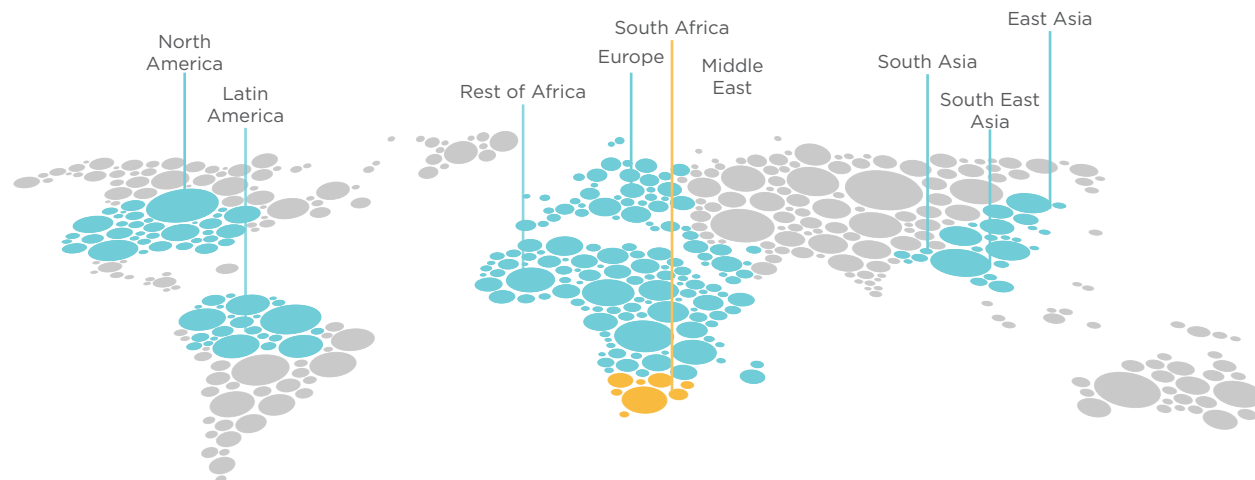 North
America
Latin
America
Rest of Africa
South Africa
Europe
Middle
East
South Asia
South East
Asia
East Asia